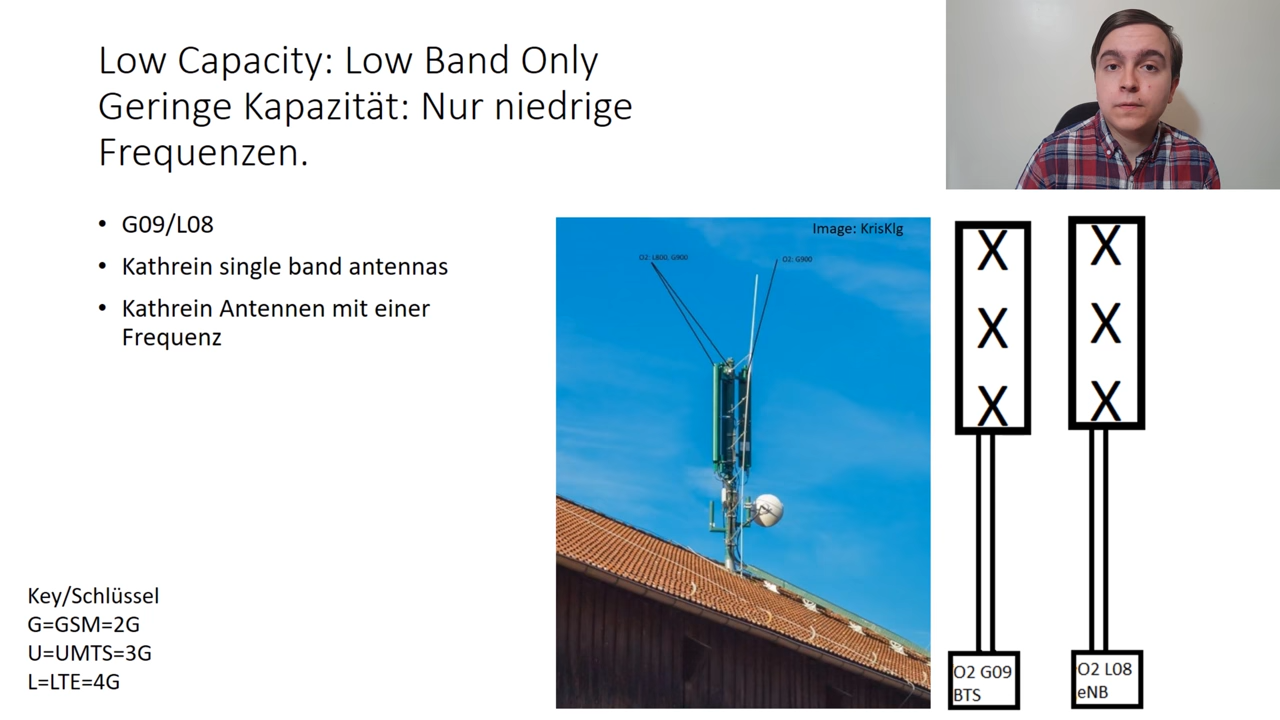 Low Capacity: Low Band Only
Geringe Kapazität: Nur niedrige
Frequenzen.
• G09/L08
• Kathrein single band antennas
• Kathrein Antennen mit einer
Frequenz
Image: KrisKlg
O2: L800, G900
O2: G900
X X
X X
X X
Key/Schlüssel
G=GSM=2G
U=UMTS=3G
L=LTE=4G
O2 G09
BTS
O2 L08
eNB